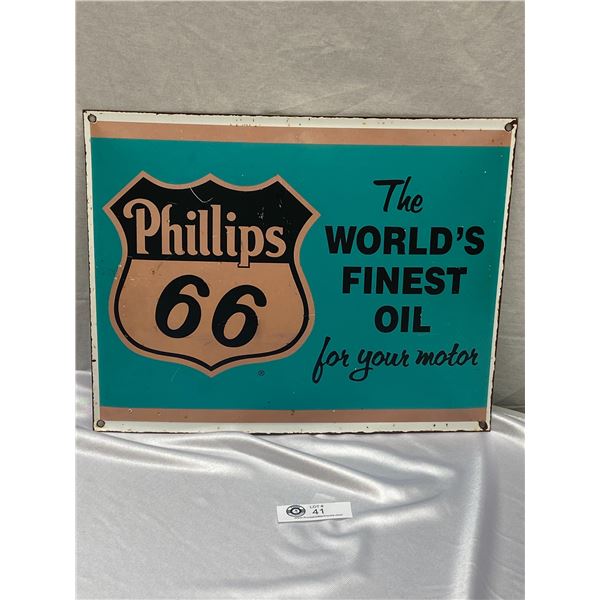 Phillips
66
®
The
WORLD'S
FINEST
OIL
for your motor
LOT #
41